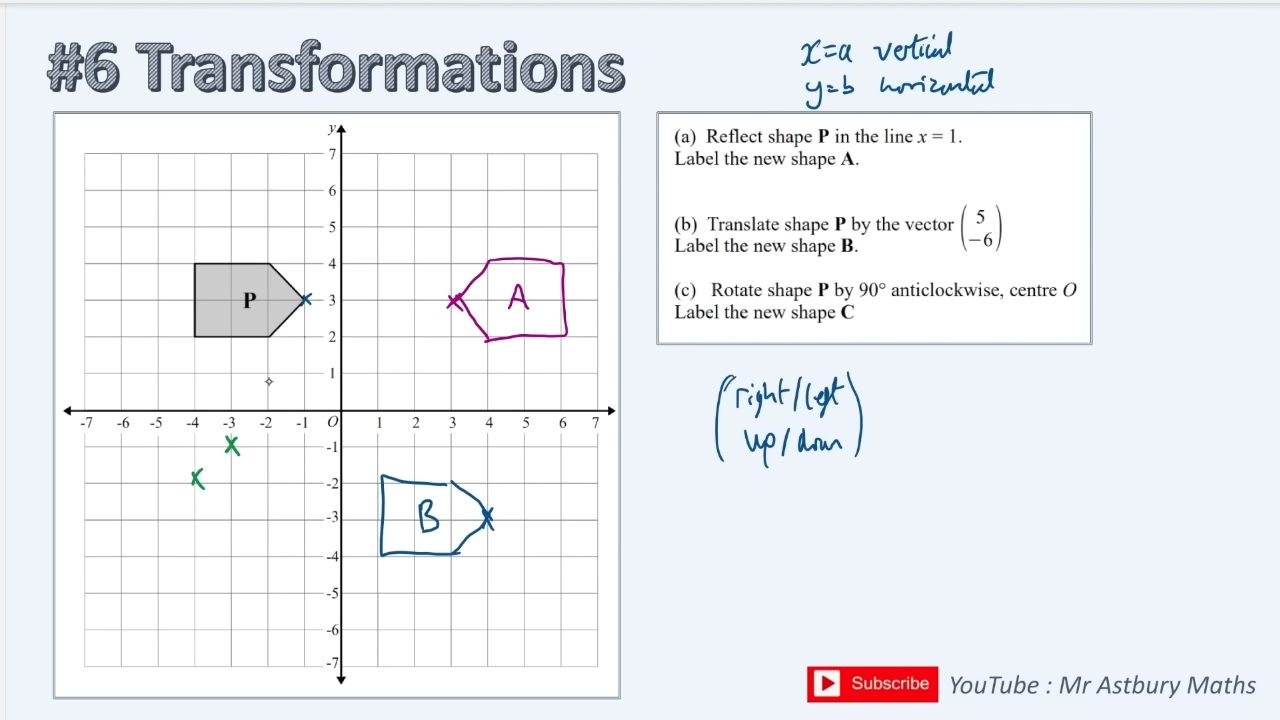 #6 Transformations
x=a vertical
y=b horizontal
(a) Reflect shape P in the line x = 1.
Label the new shape A.
(b) Translate shape P by the vector (5 −6)
Label the new shape B.
(c) Rotate shape P by 90° anticlockwise, centre O
Label the new shape C
(right/left
up/down)
y
7
6
5
4
P
3
A
2
1
-7 -6 -5 -4 -3 -2 -1 O 1 2 3 4 5 6 7
-1
-2
-3
B
-4
-5
-6
-7
Subscribe YouTube : Mr Astbury Maths